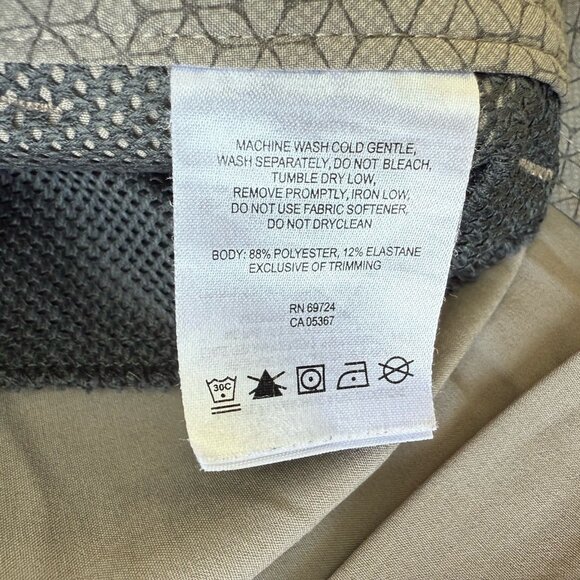 MACHINE WASH COLD GENTLE,
WASH SEPARATELY, DO NOT BLEACH,
TUMBLE DRY LOW,
REMOVE PROMPTLY, IRON LOW,
DO NOT USE FABRIC SOFTENER,
DO NOT DRYCLEAN
BODY: 88% POLYESTER, 12% ELASTANE
EXCLUSIVE OF TRIMMING
RN 69724
CA 05367
30C